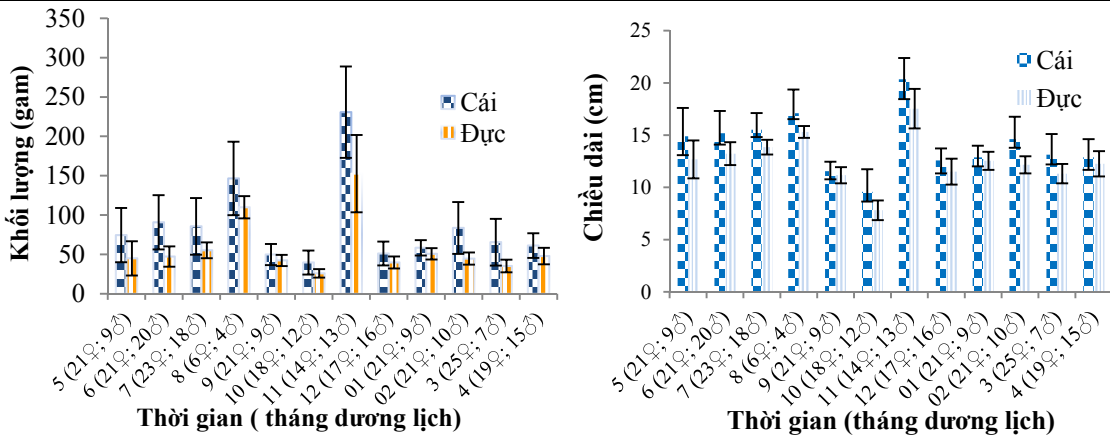 350
300
250
200
150
100
50
0
Khối lượng (gam)
Cái
Đực
5 (21♀; 9♂)
6 (21♀; 20♂)
7 (23♀; 18♂)
8 (6♀; 4♂)
9 (21♀; 9♂)
10 (18♀; 12♂)
11 (14♀; 13♂)
12 (17♀; 16♂)
01 (21♀; 9♂)
02 (21♀; 10♂)
3 (25♀; 7♂)
4 (19♀; 15♂)
Thời gian ( tháng dương lịch)
25
20
15
10
5
0
Chiều dài (cm)
Cái
Đực
5 (21♀; 9♂)
6 (21♀; 20♂)
7 (23♀; 18♂)
8 (6♀; 4♂)
9 (21♀; 9♂)
10 (18♀; 12♂)
11 (14♀; 13♂)
12 (17♀; 16♂)
01 (21♀; 9♂)
02 (21♀; 10♂)
3 (25♀; 7♂)
4 (19♀; 15♂)
Thời gian (tháng dương lịch)